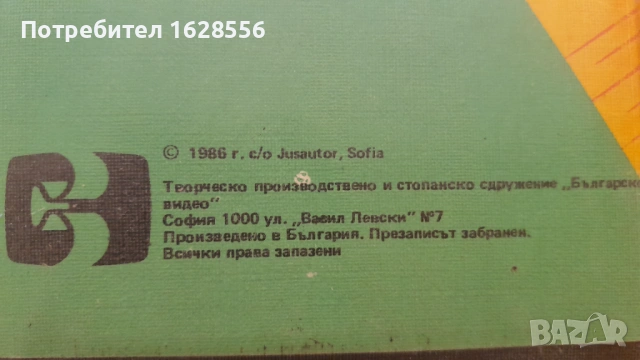 Потребител 1628556
© 1986 г. c/o Jusautor, Sofia
Творческо производствено и стопанско сдружение „Българско
видео"
София 1000 ул. „Васил Левски" №7
Произведено в България. Презаписът забранен.
Всички права запазени
BAZAR